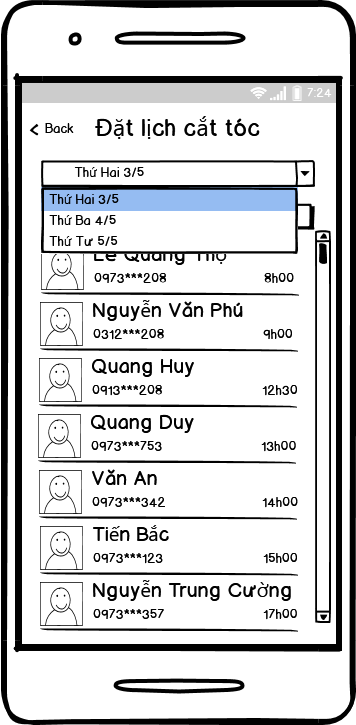 7:24
Back
Đặt lịch cắt tóc
Thứ Hai 3/5
Thứ Hai 3/5
Thứ Ba 4/5
Thứ Tư 5/5
Lê Quang Thọ
0973***208 8h00
Nguyễn Văn Phú
0312***208 9h00
Quang Huy
0913***208 12h30
Quang Duy
0973***753 13h00
Văn An
0973***342 14h00
Tiến Bắc
0973***123 15h00
Nguyễn Trung Cường
0973***357 17h00